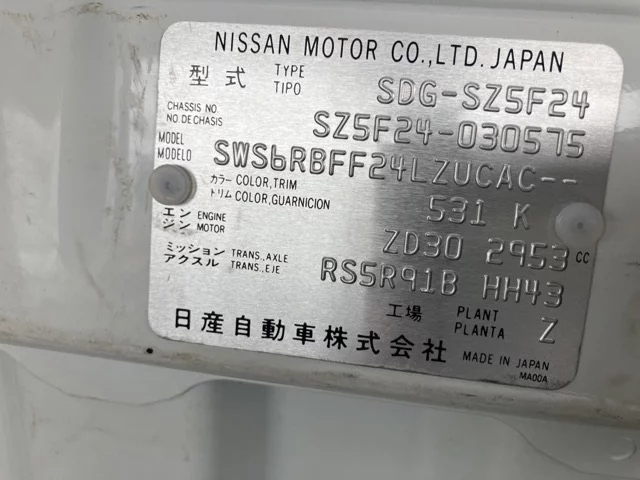 NISSAN MOTOR CO.,LTD. JAPAN
型式 TYPE TIPO SDG-SZ5F24
CHASSIS NO. NO. DE CHASIS SZ5F24-030575
MODEL MODELO SWS6RBFF24LZUCAC--
カラー COLOR, TRIM トリム COLOR, GUARNICION 531 K
エンジン ENGINE MOTOR ZD30 2953 CC
ミッション TRANS., AXLE アクスル TRANS., EJE RS5R91B HH43
工場 PLANT PLANTA Z
日産自動車株式会社 MADE IN JAPAN
MA00A